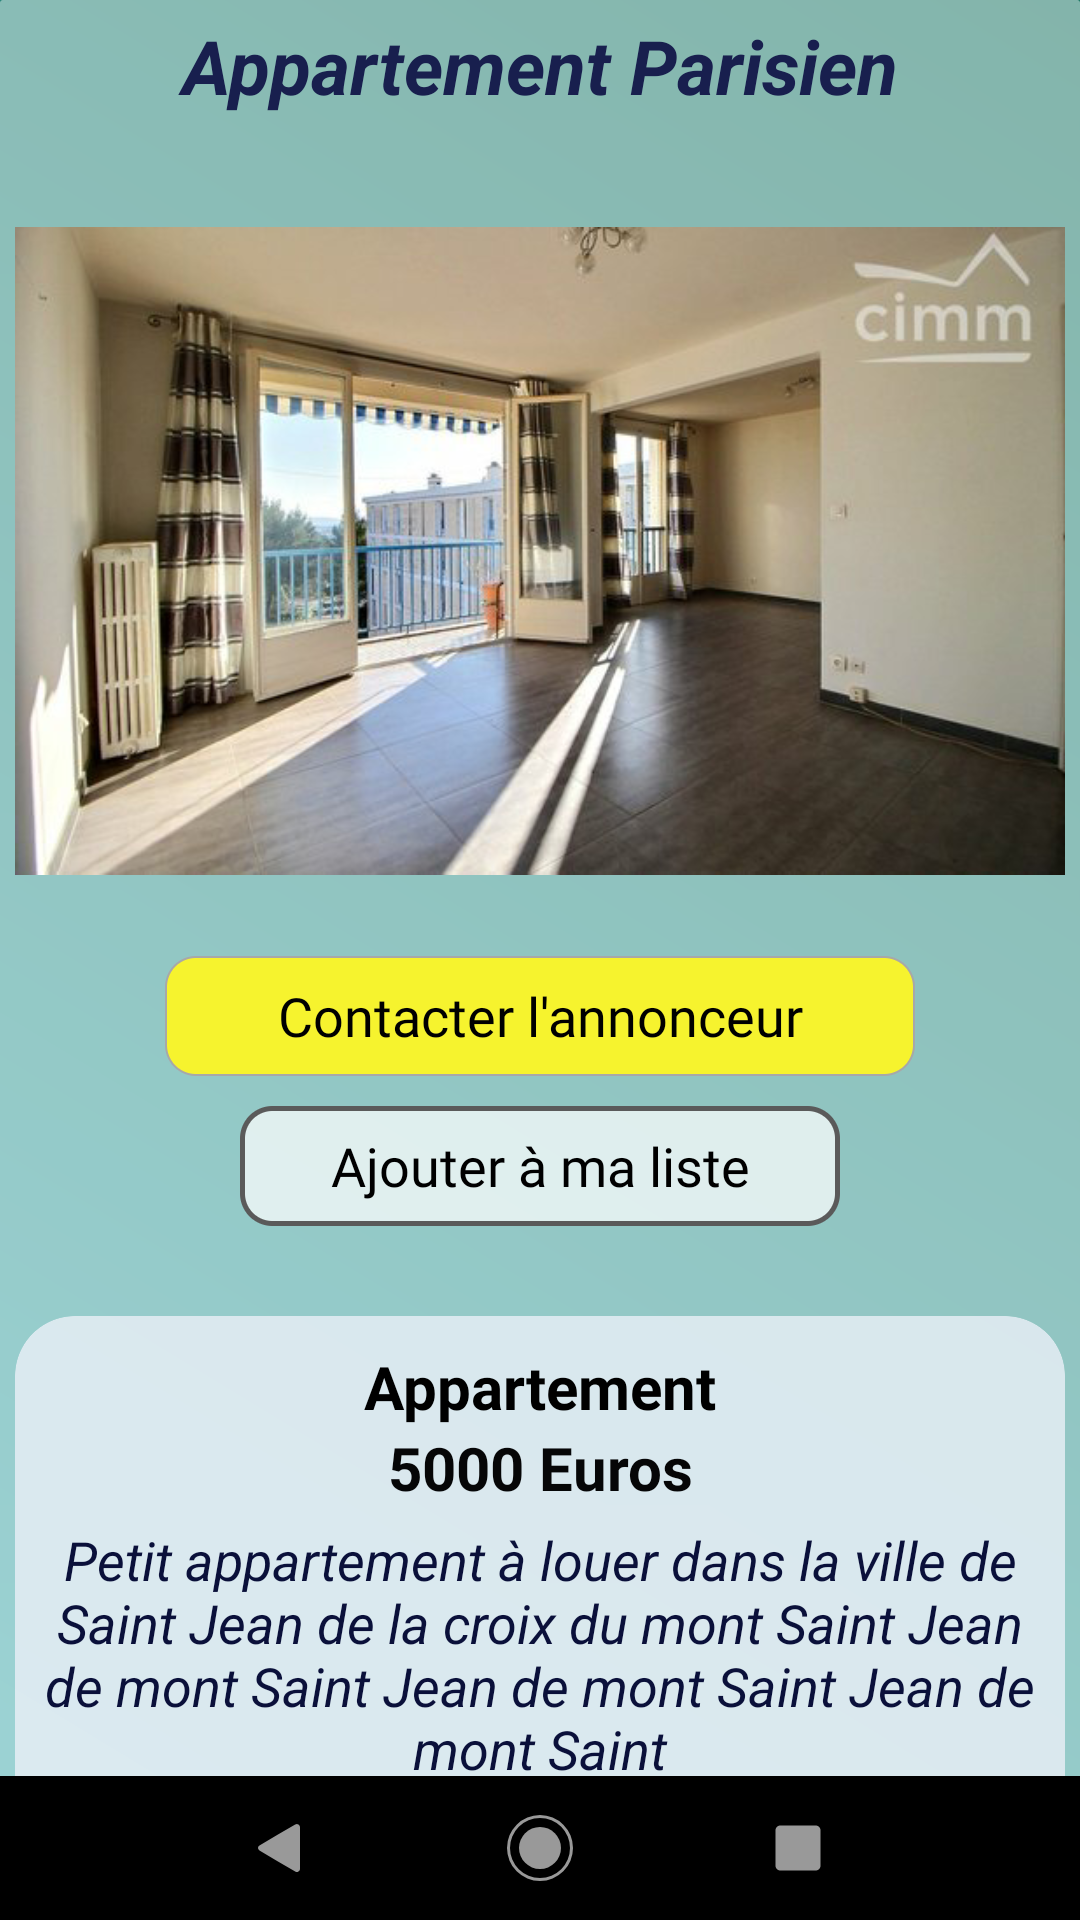 Appartement Parisien
cimm
Contacter l'annonceur
Ajouter à ma liste
Appartement
5000 Euros
Petit appartement à louer dans la ville de
Saint Jean de la croix du mont Saint Jean
de mont Saint Jean de mont Saint Jean de
mont Saint